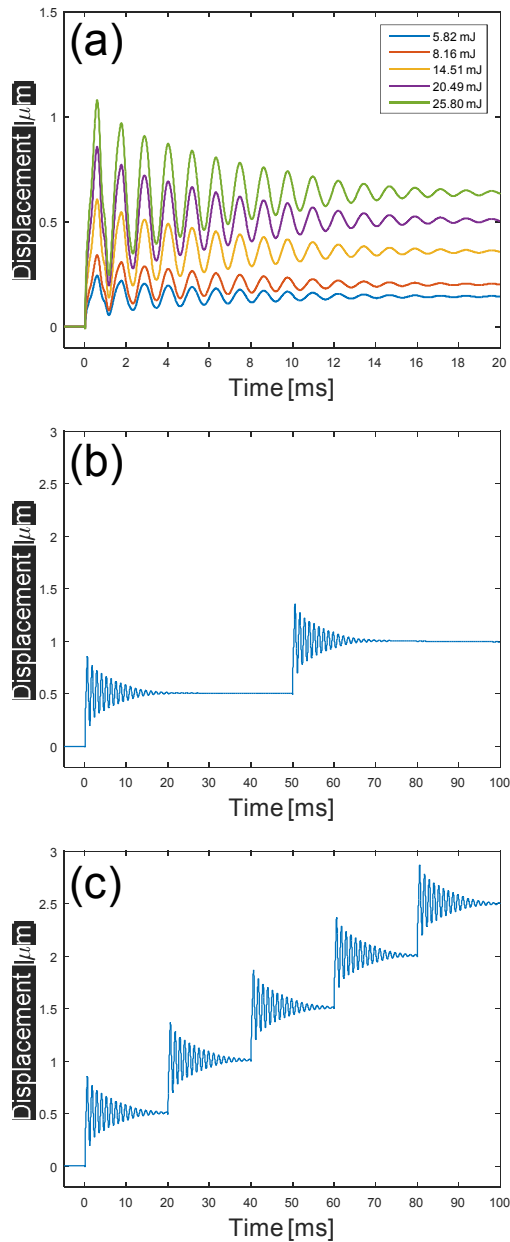 (a)
1.5
1
0.5
0
Displacement [μm]
5.82 mJ
8.16 mJ
14.51 mJ
20.49 mJ
25.80 mJ
0 2 4 6 8 10 12 14 16 18 20
Time [ms]
(b)
3
2.5
2
1.5
1
0.5
0
Displacement [μm]
0 10 20 30 40 50 60 70 80 90 100
Time [ms]
(c)
3
2.5
2
1.5
1
0.5
0
Displacement [μm]
0 10 20 30 40 50 60 70 80 90 100
Time [ms]